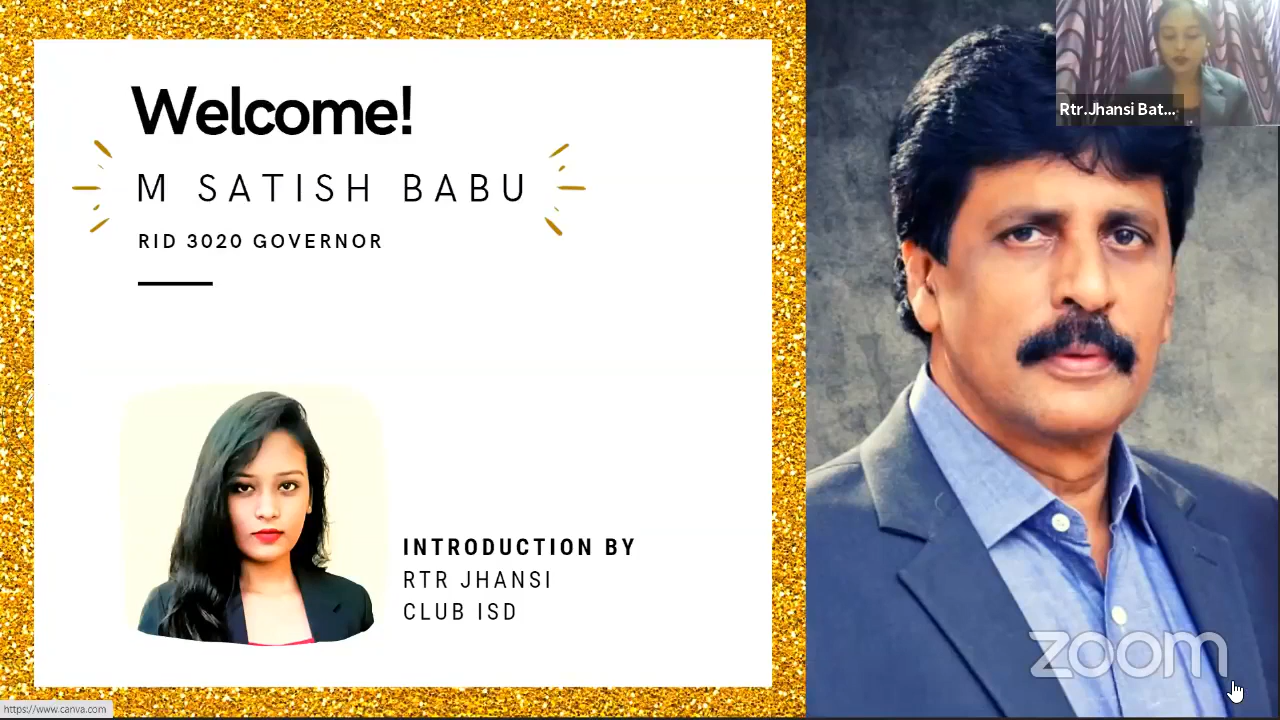 Welcome!
M SATISH BABU
RID 3020 GOVERNOR
INTRODUCTION BY
RTR JHANSI
CLUB ISD
Rtr.Jhansi Bat...
zoom
https://www.canva.com